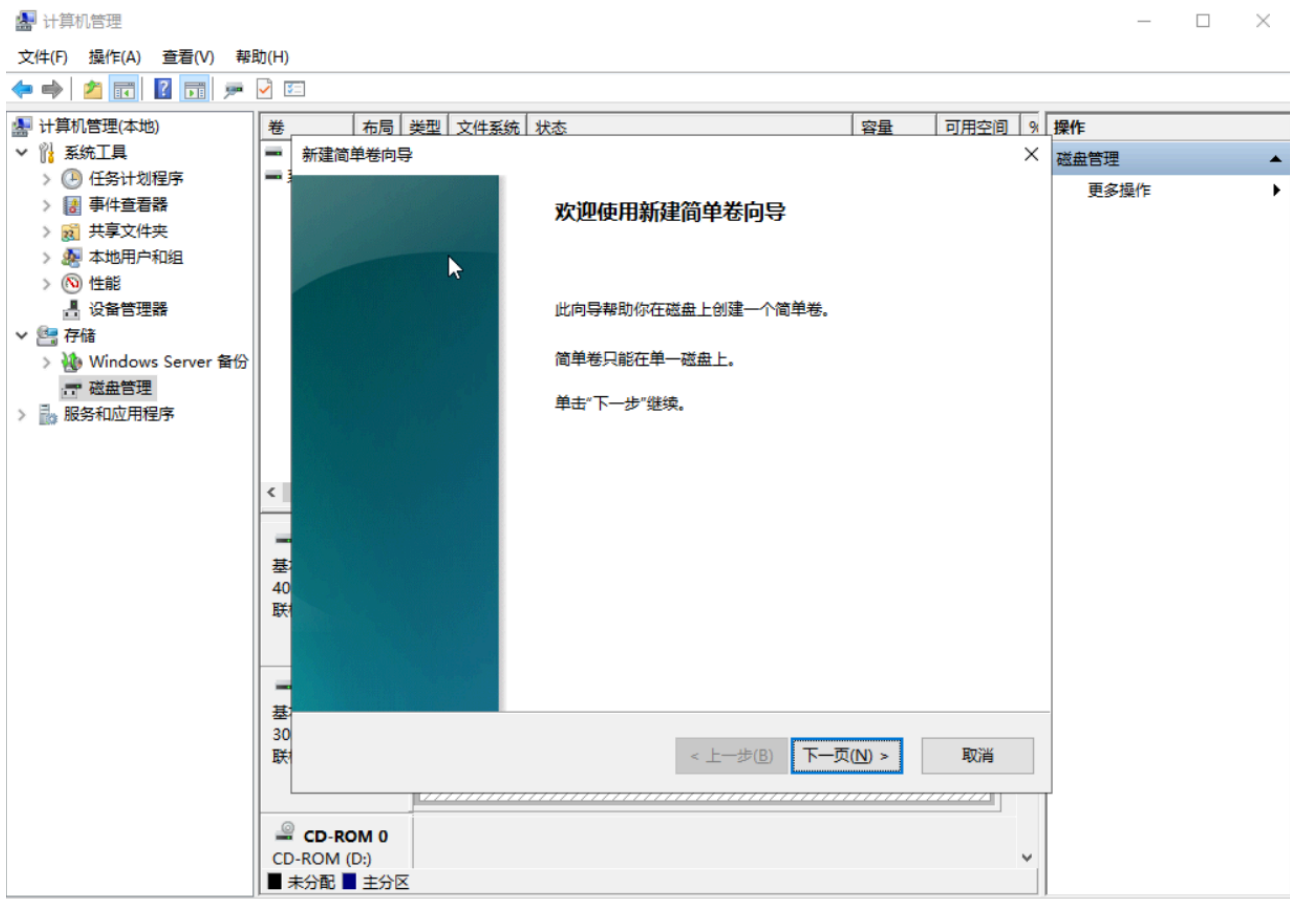 计算机管理
文件(F) 操作(A) 查看(V) 帮助(H)
计算机管理(本地)
系统工具
任务计划程序
事件查看器
共享文件夹
本地用户和组
性能
设备管理器
存储
Windows Server 备份
磁盘管理
服务和应用程序
卷 布局 类型 文件系统 状态 容量 可用空间 %
新建简单卷向导
欢迎使用新建简单卷向导
此向导帮助你在磁盘上创建一个简单卷。
简单卷只能在单一磁盘上。
单击"下一步"继续。
< 上一步(B) 下一页(N) > 取消
基
40
联
基
30
联
CD-ROM 0
CD-ROM (D:)
未分配 主分区
操作
磁盘管理
更多操作